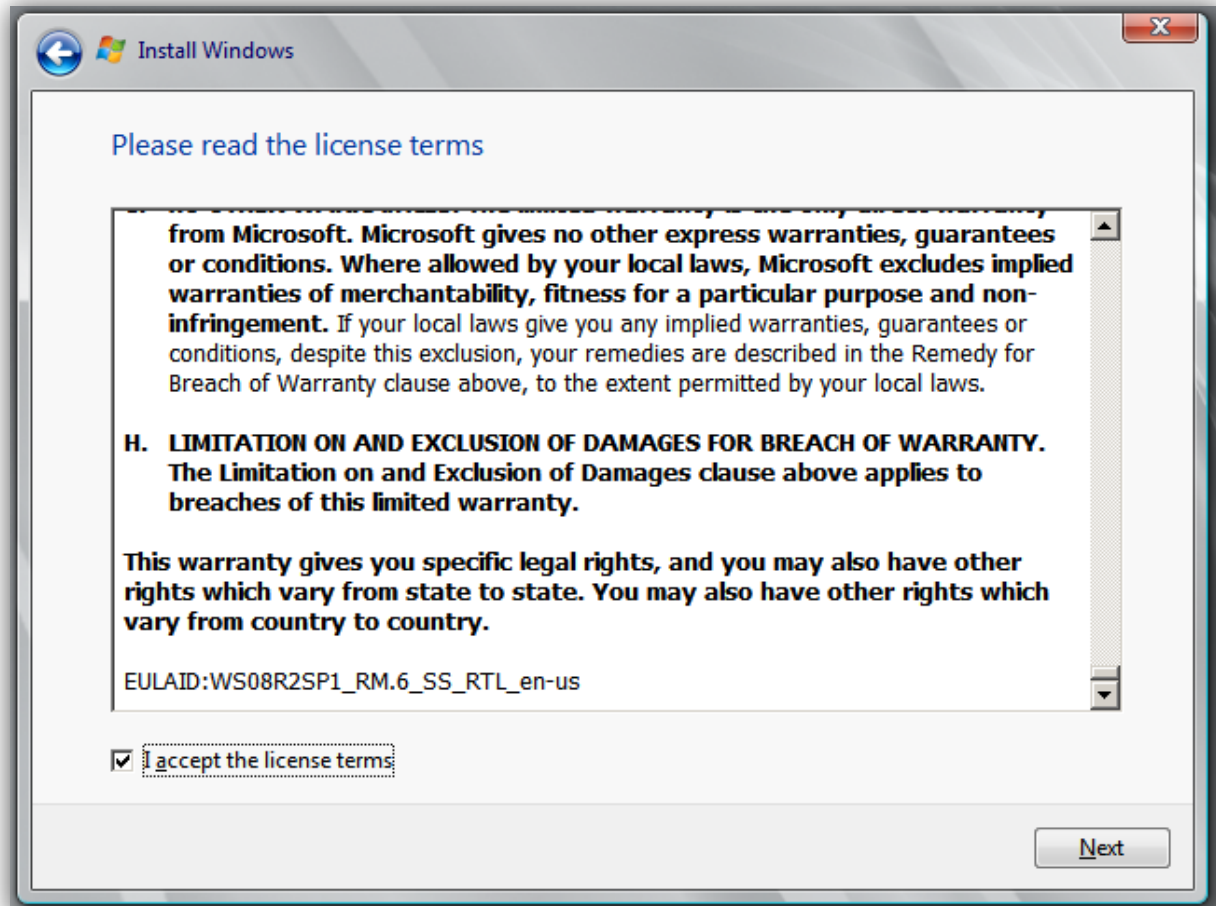 Install Windows
Please read the license terms
from Microsoft. Microsoft gives no other express warranties, guarantees
or conditions. Where allowed by your local laws, Microsoft excludes implied
warranties of merchantability, fitness for a particular purpose and non-
infringement. If your local laws give you any implied warranties, guarantees or
conditions, despite this exclusion, your remedies are described in the Remedy for
Breach of Warranty clause above, to the extent permitted by your local laws.
H. LIMITATION ON AND EXCLUSION OF DAMAGES FOR BREACH OF WARRANTY.
The Limitation on and Exclusion of Damages clause above applies to
breaches of this limited warranty.
This warranty gives you specific legal rights, and you may also have other
rights which vary from state to state. You may also have other rights which
vary from country to country.
EULAID:WS08R2SP1_RM.6_SS_RTL_en-us
I accept the license terms
Next